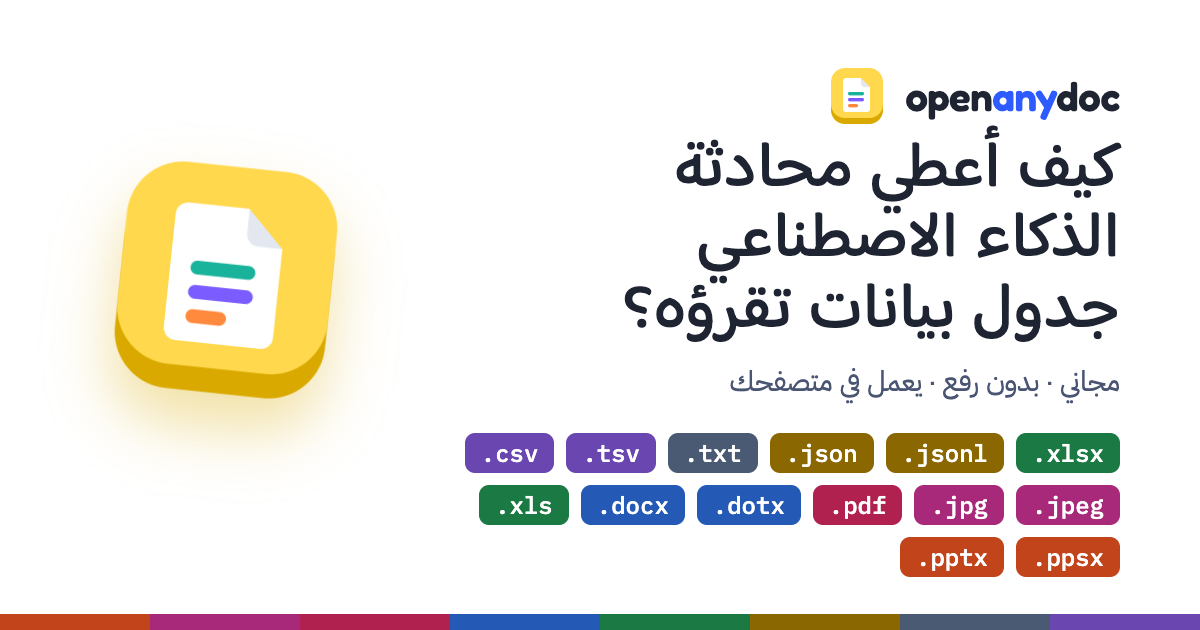 openanydoc
كيف أعطي محادثة
الذكاء الاصطناعي
جدول بيانات تقرؤه؟
مجاني · بدون رفع · يعمل في متصفحك
.xlsx .jsonl .json .txt .tsv .csv
.jpeg .jpg .pdf .dotx .docx .xls
.ppsx .pptx